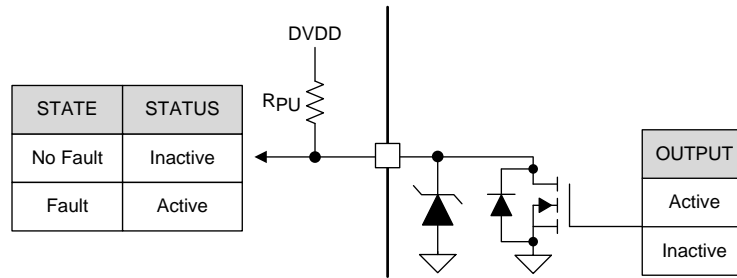 DVDD
RPU
STATE STATUS
No Fault Inactive
Fault Active
OUTPUT
Active
Inactive